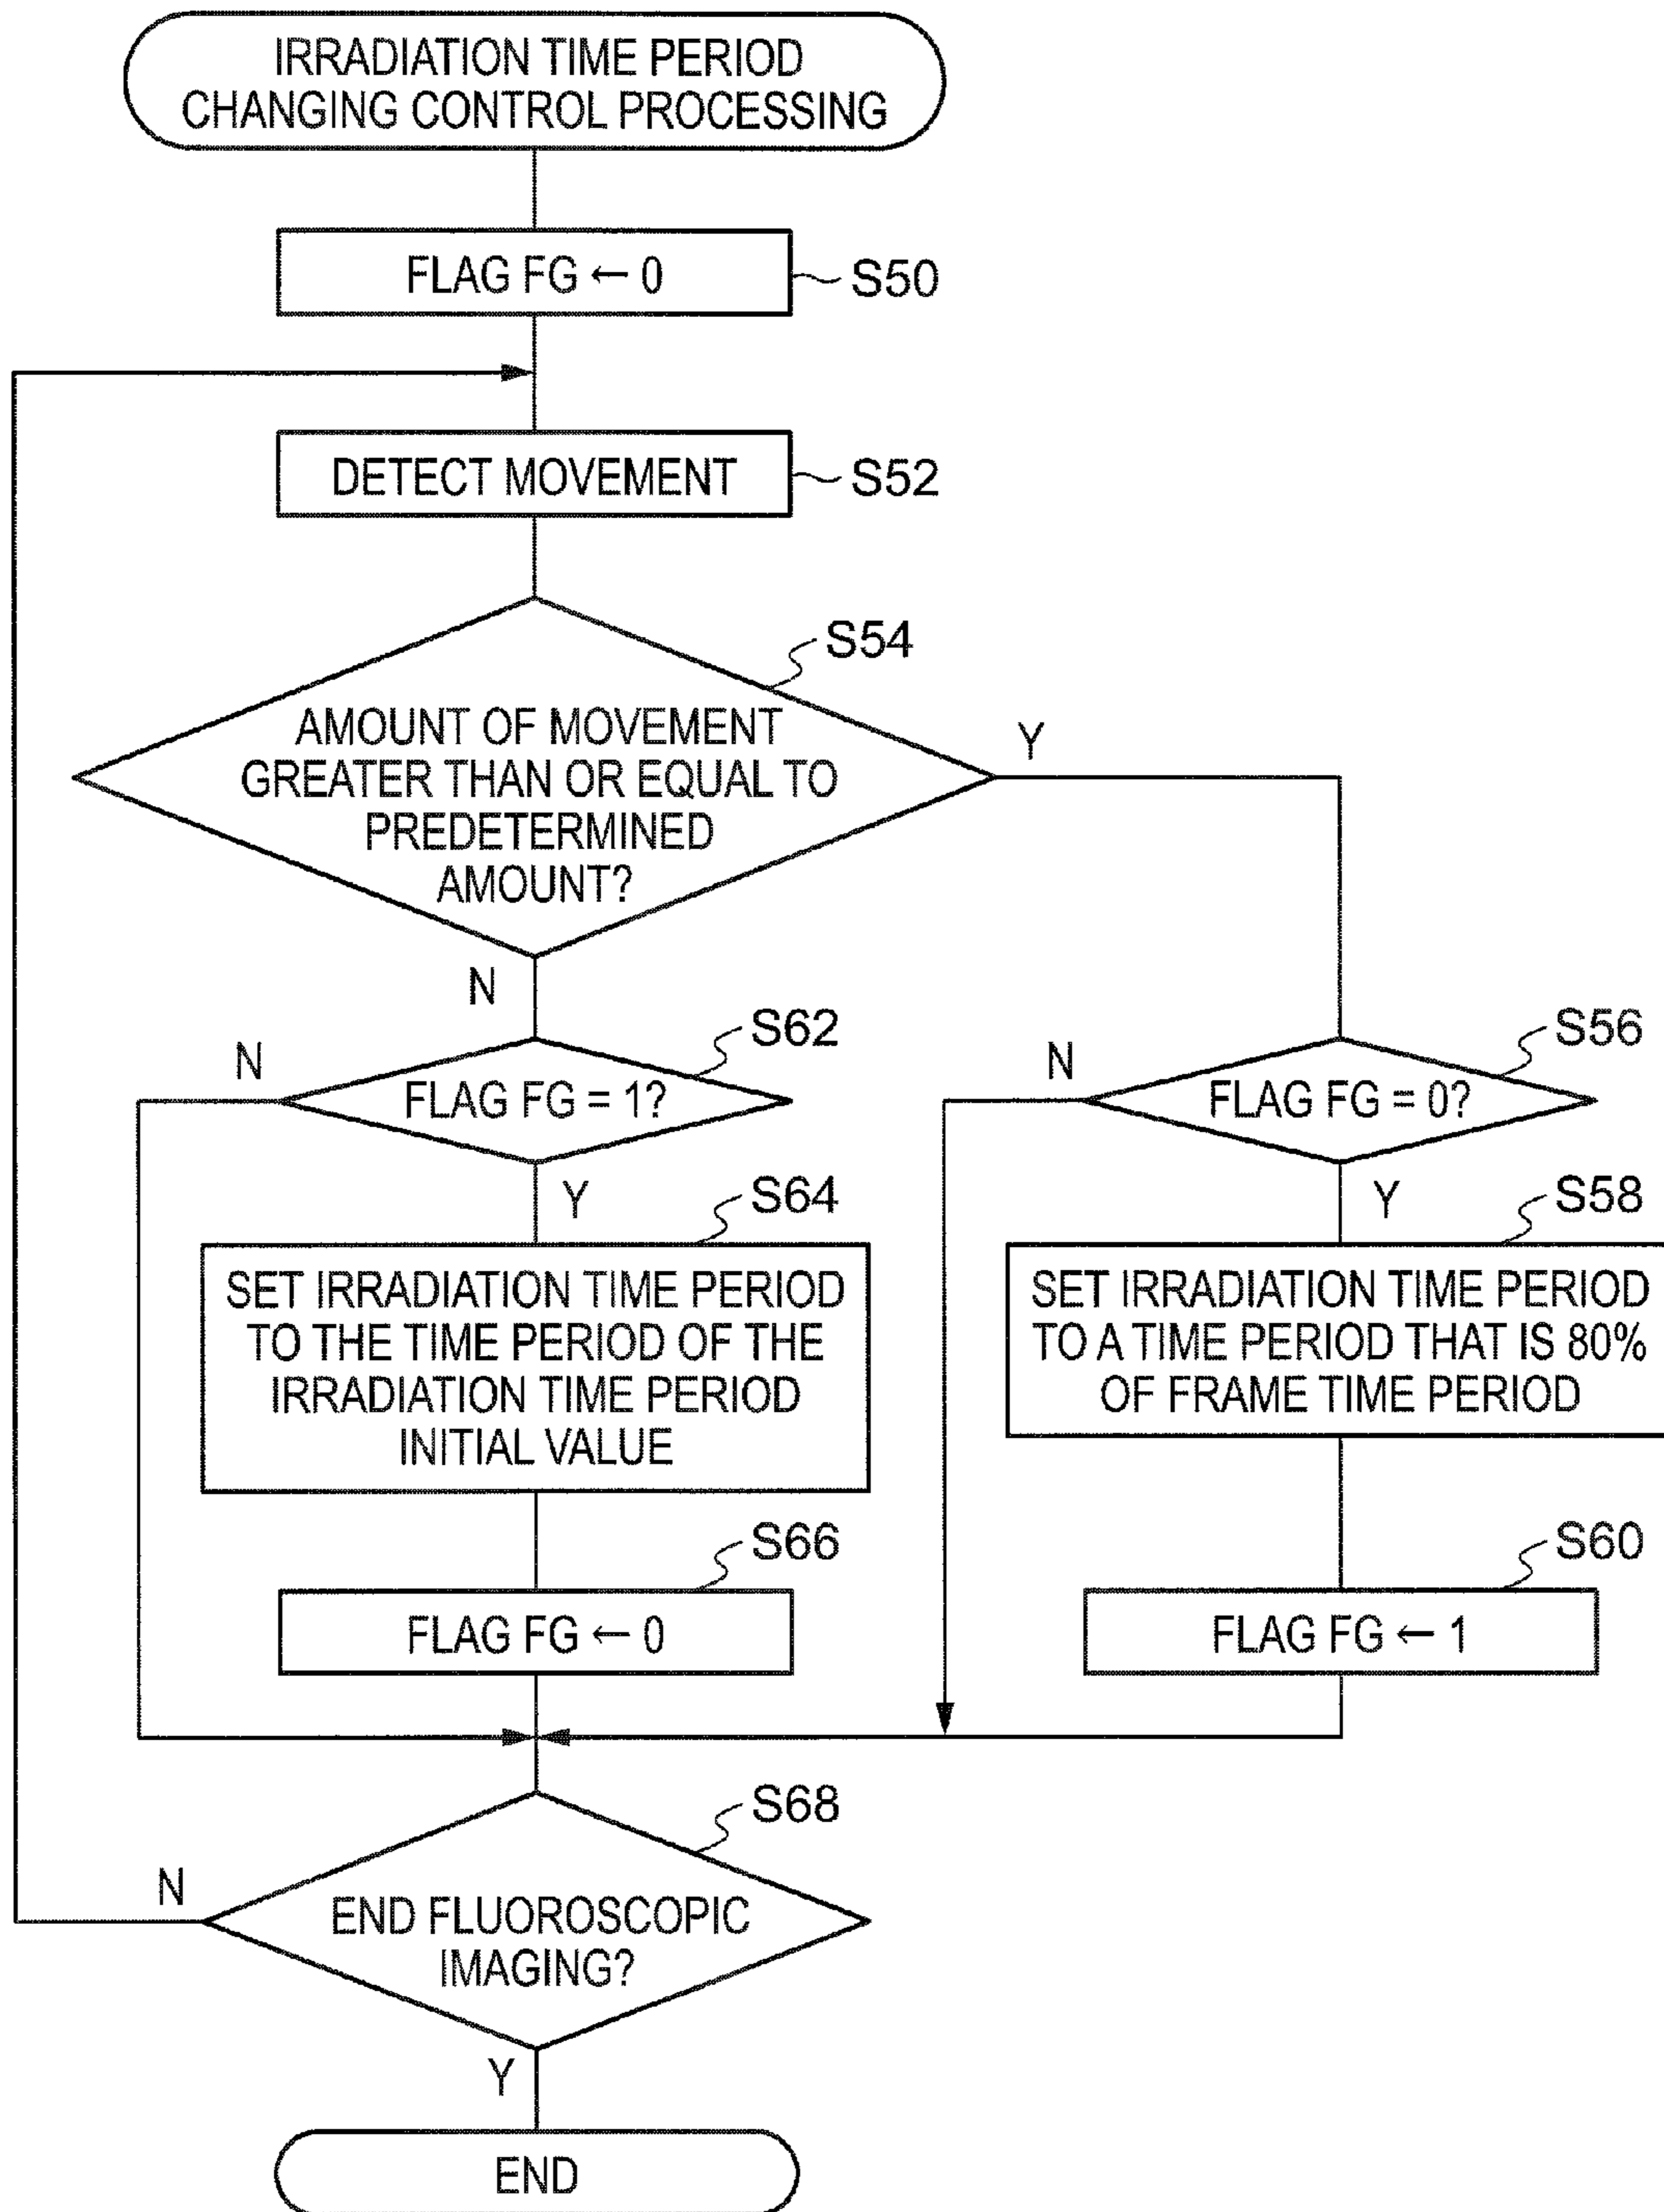 IRRADIATION TIME PERIOD
CHANGING CONTROL PROCESSING
FLAG FG ← 0
S50
DETECT MOVEMENT
S52
S54
AMOUNT OF MOVEMENT
GREATER THAN OR EQUAL TO
PREDETERMINED
AMOUNT?
Y
N
S62
N
FLAG FG = 1?
Y
S56
N
FLAG FG = 0?
Y
S64
SET IRRADIATION TIME PERIOD
TO THE TIME PERIOD OF THE
IRRADIATION TIME PERIOD
INITIAL VALUE
S58
SET IRRADIATION TIME PERIOD
TO A TIME PERIOD THAT IS 80%
OF FRAME TIME PERIOD
S66
FLAG FG ← 0
S60
FLAG FG ← 1
S68
N
END FLUOROSCOPIC
IMAGING?
Y
END